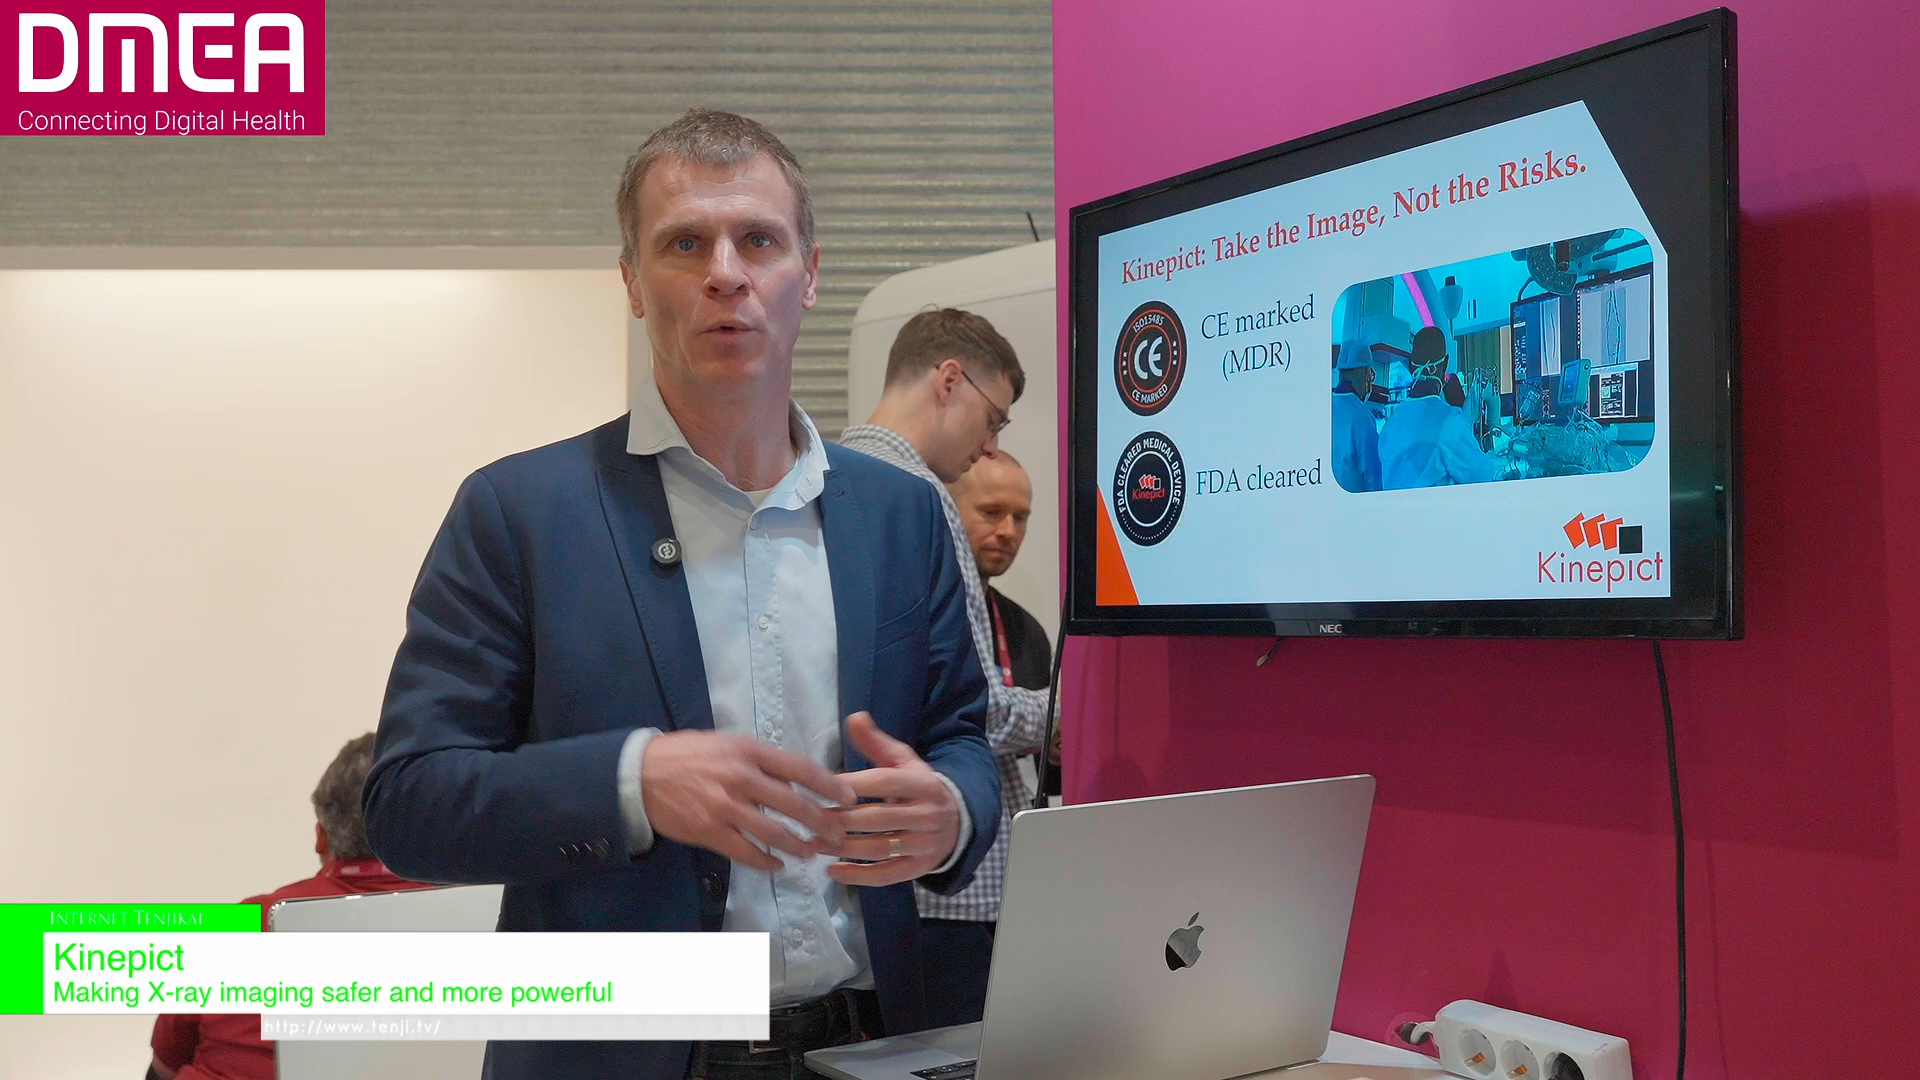 DMEA
Connecting Digital Health
Kinepict: Take the Image, Not the Risks.
ISO13485
CE
CE MARKED
CE marked
(MDR)
FDA CLEARED MEDICAL DEVICE
Kinepict
FDA cleared
Kinepict
NEC
INTERNET TENJIKAI
Kinepict
Making X-ray imaging safer and more powerful
http://www.tenji.tv/